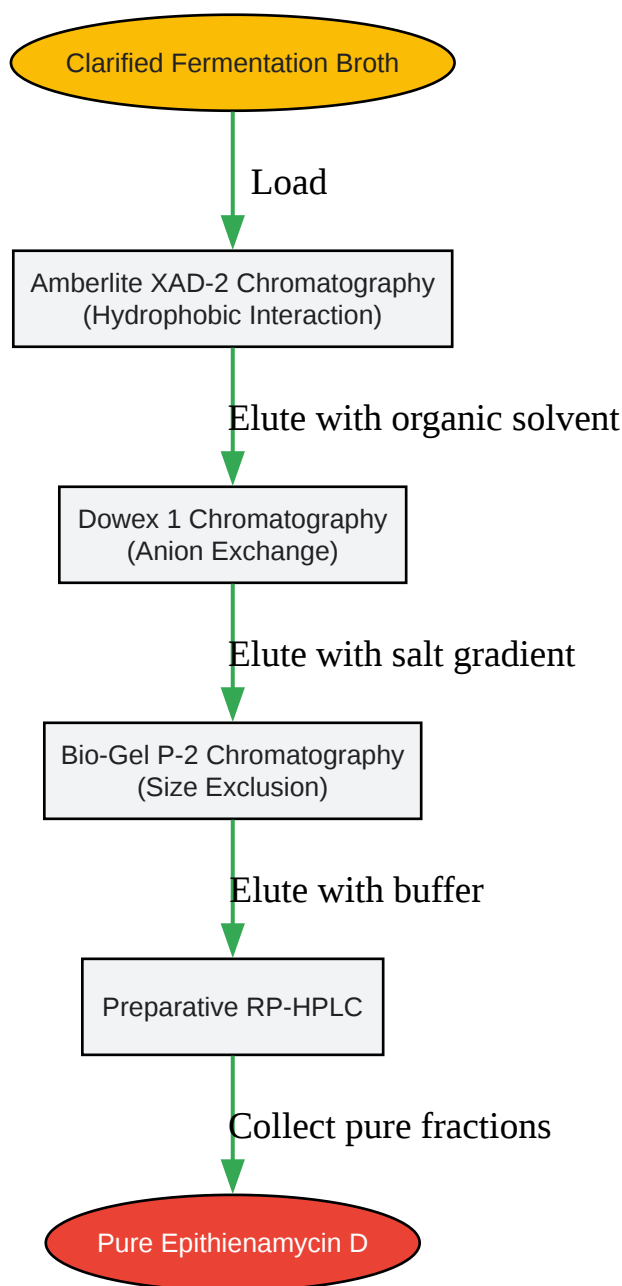 Clarified Fermentation Broth
Load
Amberlite XAD-2 Chromatography
(Hydrophobic Interaction)
Elute with organic solvent
Dowex 1 Chromatography
(Anion Exchange)
Elute with salt gradient
Bio-Gel P-2 Chromatography
(Size Exclusion)
Elute with buffer
Preparative RP-HPLC
Collect pure fractions
Pure Epithienamycin D